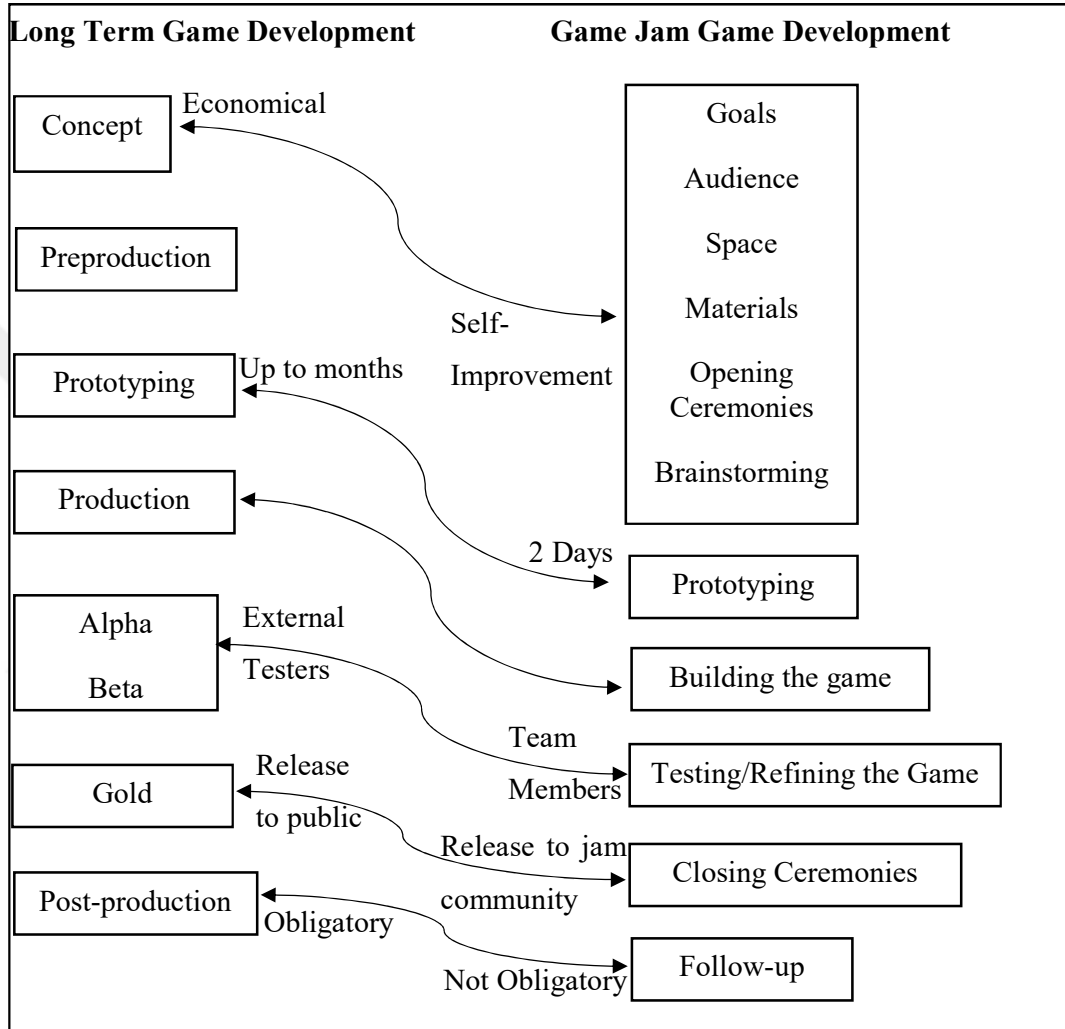 Long Term Game Development
Game Jam Game Development
Economical
Concept
Goals
Audience
Space
Materials
Opening
Ceremonies
Brainstorming
Preproduction
Self-
Improvement
Prototyping
Up to months
2 Days
Prototyping
Production
Building the game
Alpha
Beta
External
Testers
Team
Members
Testing/Refining the Game
Gold
Release
to public
Release to jam
community
Closing Ceremonies
Post-production
Obligatory
Not Obligatory
Follow-up